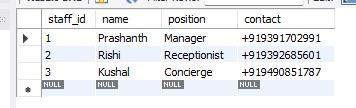 staff_id name position contact
1 Prashanth Manager +919391702991
2 Rishi Receptionist +919392685601
3 Kushal Concierge +919490851787
NULL NULL NULL NULL